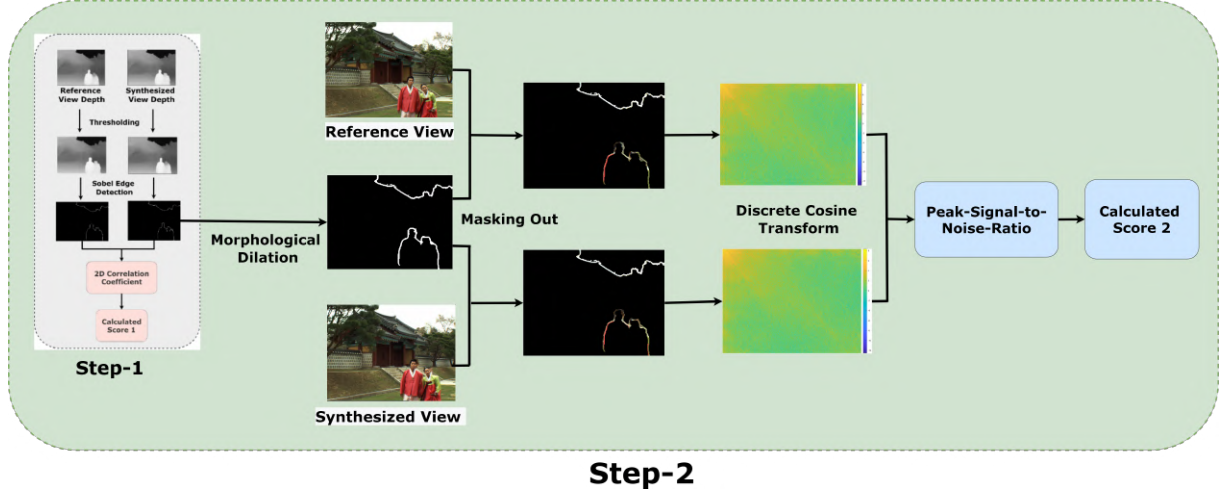 Reference
View Depth
Synthesized
View Depth
Thresholding
Sobel Edge
Detection
2D Correlation
Coefficient
Calculated
Score 1
Step-1
Morphological
Dilation
Reference View
Masking Out
Synthesized View
Discrete Cosine
Transform
Peak-Signal-to-
Noise-Ratio
Calculated
Score 2
Step-2